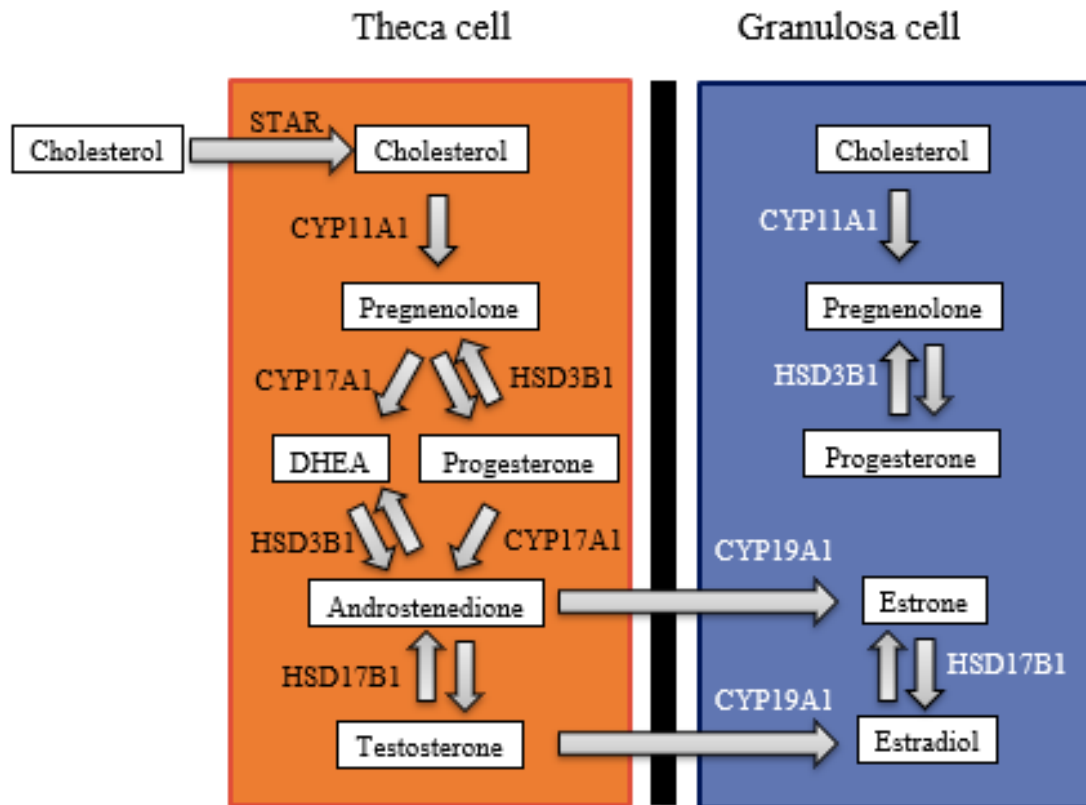 Theca cell
Granulosa cell
STAR
Cholesterol
Cholesterol
Cholesterol
CYP11A1
CYP11A1
Pregnenolone
Pregnenolone
CYP17A1
HSD3B1
HSD3B1
DHEA
Progesterone
Progesterone
HSD3B1
CYP17A1
CYP19A1
Androstenedione
Estrone
HSD17B1
HSD17B1
CYP19A1
Testosterone
Estradiol